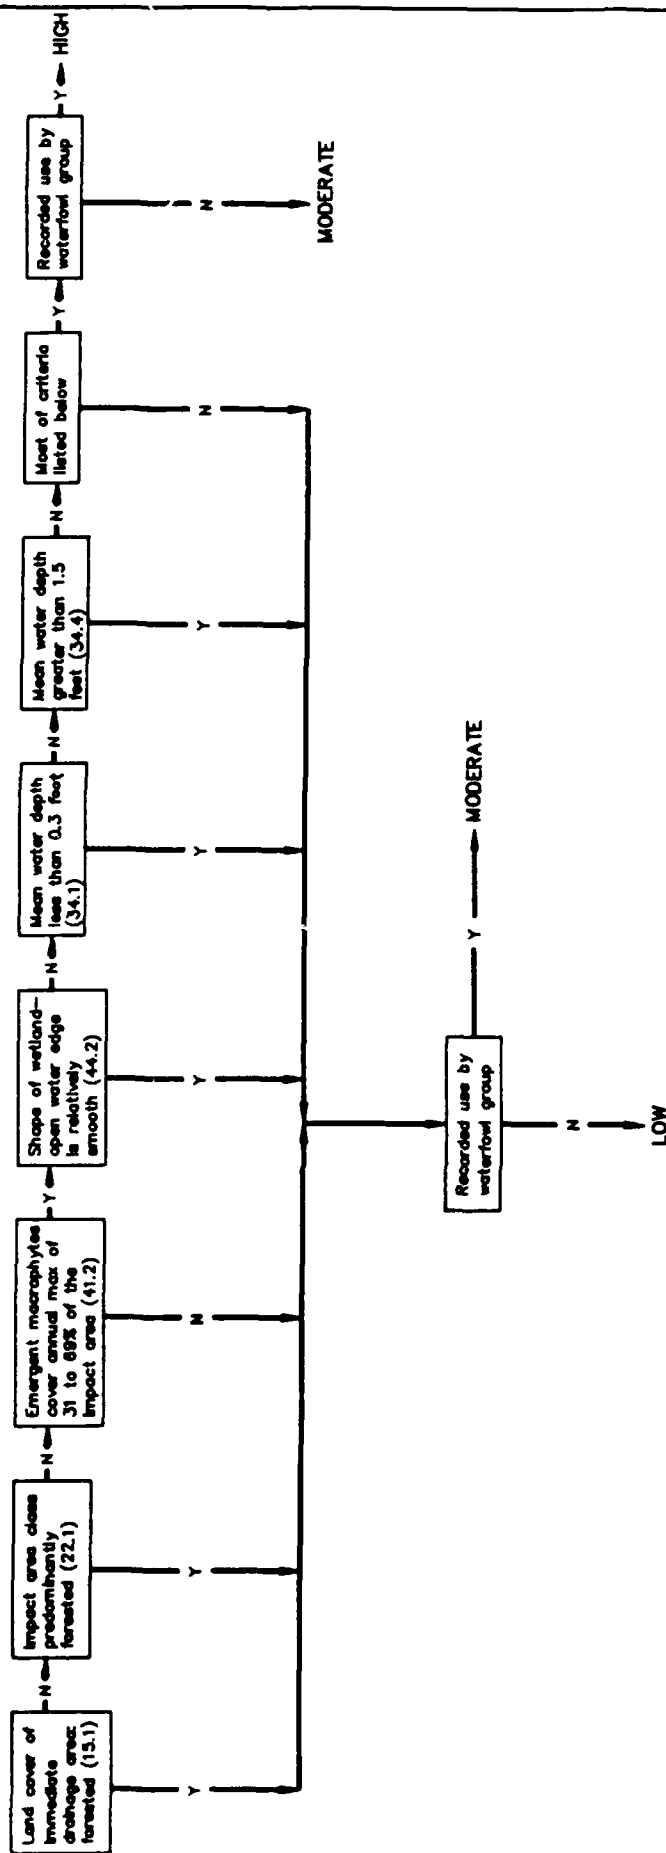 Land cover of
immediate
drainage area:
forested (15.1)
N
Y
Impact area class
predominantly
forested (22.1)
N
Y
Emergent macrophytes
cover annual max of
31 to 69% of the
impact area (41.2)
Y
N
Shape of wetland—
open water edge
is relatively
smooth (44.2)
N
Y
Mean water depth
less than 0.3 foot
(34.1)
N
Y
Mean water depth
greater than 1.5
feet (34.4)
N
Y
Most of criteria
listed below
Y
N
Recorded use by
waterfowl group
Y
HIGH
N
MODERATE
Recorded use by
waterfowl group
Y
MODERATE
N
LOW